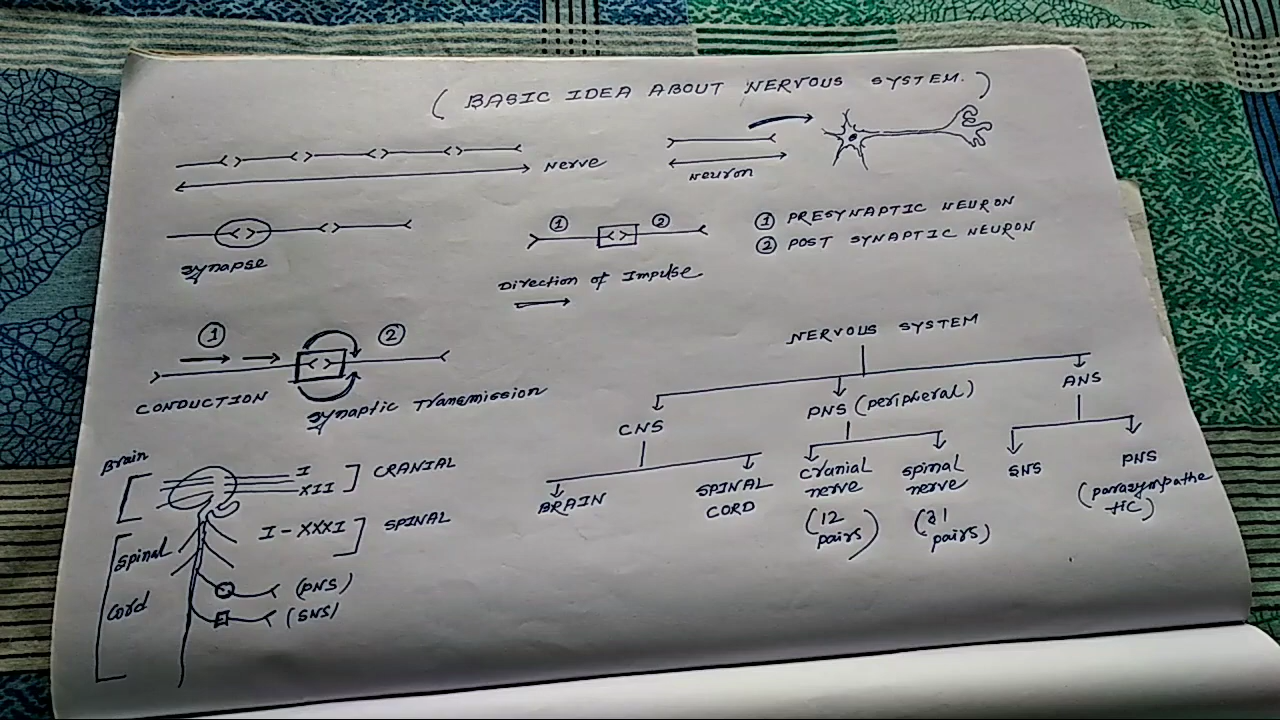 ( BASIC IDEA ABOUT NERVOUS SYSTEM. )
Nerve
Neuron
Synapse
① ②
Direction of Impulse
① PRESYNAPTIC NEURON
② POST SYNAPTIC NEURON
① ②
CONDUCTION
Synaptic Transmission
Brain
I
XII
CRANIAL
I - XXXI
SPINAL
Spinal
Cord
(PNS)
(SNS)
NERVOUS SYSTEM
CNS
PNS (peripheral)
ANS
BRAIN
SPINAL
CORD
cranial
nerve
(12
pairs)
spinal
nerve
(31
pairs)
SNS
PNS
(parasympathe
tic)